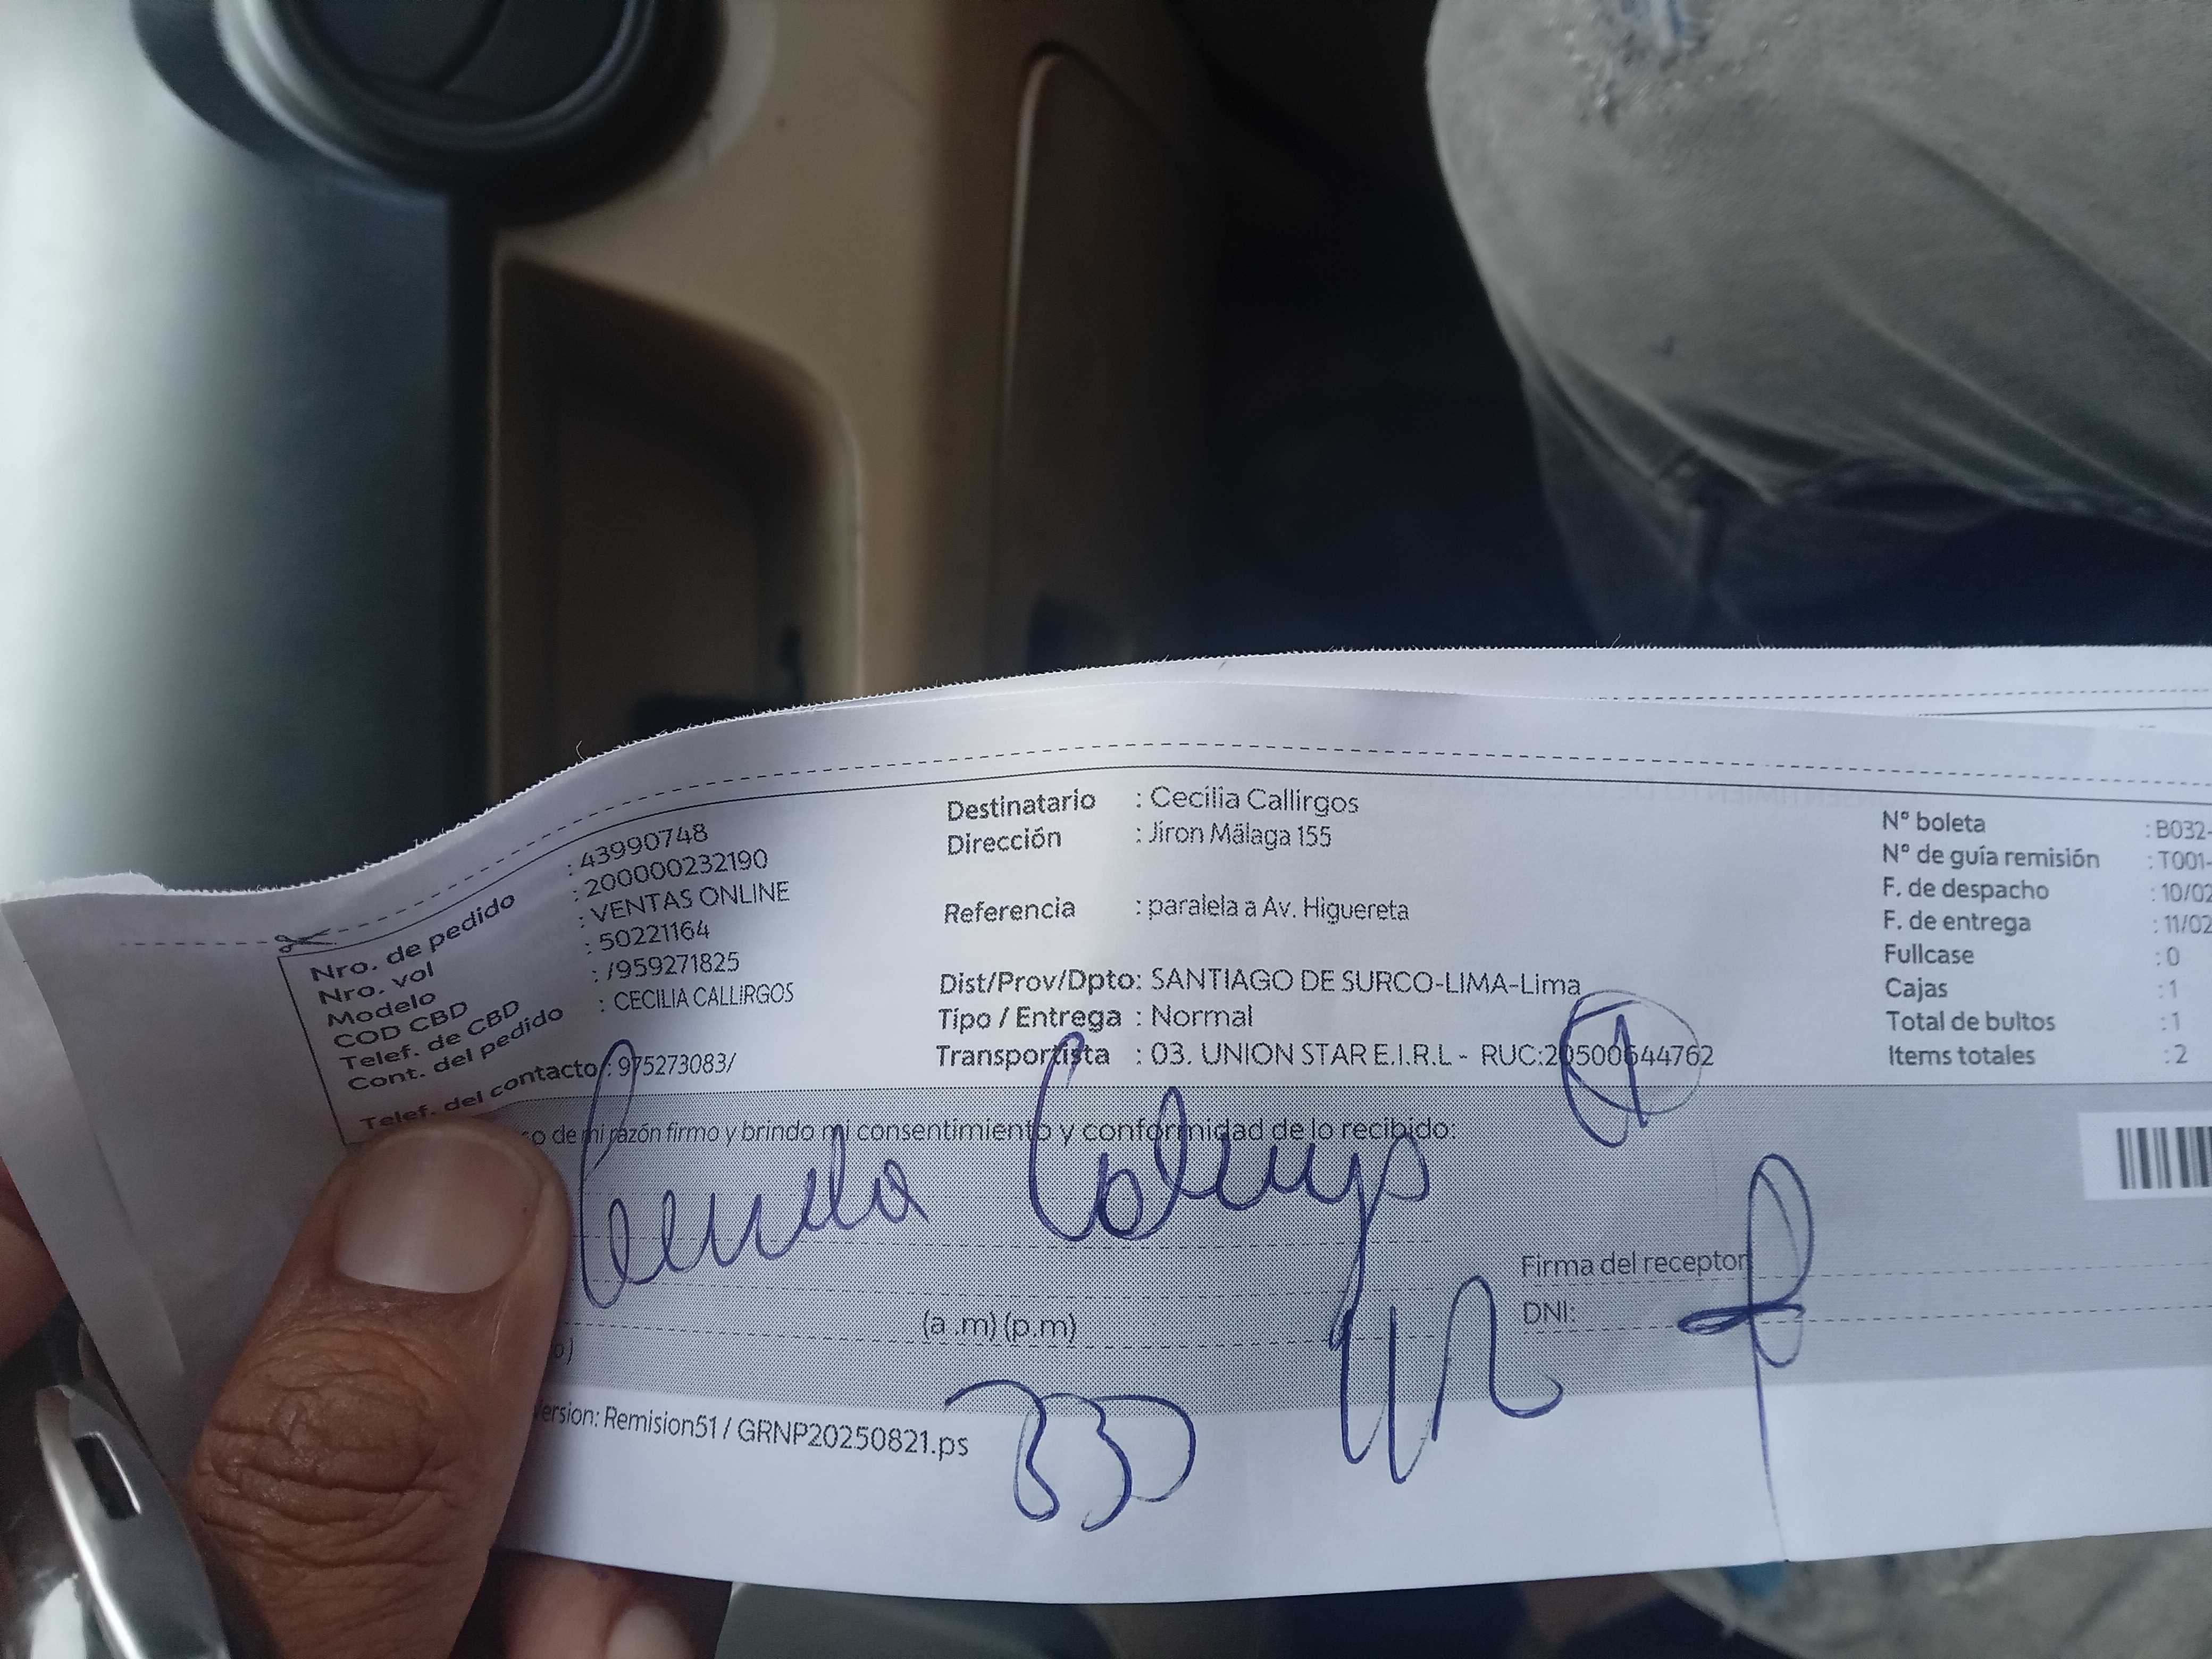 Nro. de pedido : 43990748
Nro. vol : 200000232190
Modelo : VENTAS ONLINE
COD CBD : 50221164
Telef. de CBD : /959271825
Cont. del pedido : CECILIA CALLIRGOS
Telef. del contacto : 975273083/
Destinatario : Cecilia Callirgos
Dirección : Jiron Málaga 155
Referencia : paralela a Av. Higuereta
Dist/Prov/Dpto: SANTIAGO DE SURCO-LIMA-Lima
Tipo / Entrega : Normal
Transportista : 03. UNION STAR E.I.R.L - RUC:20500644762
N° boleta : B032-
N° de guía remisión : T001-
F. de despacho : 10/02
F. de entrega : 11/02
Fullcase : 0
Cajas : 1
Total de bultos : 1
Items totales : 2
1
o de mi razón firmo y brindo mi consentimiento y conformidad de lo recibido:
Firma del receptor
DNI:
(a .m) (p.m)
ersion: Remision51 / GRNP20250821.ps